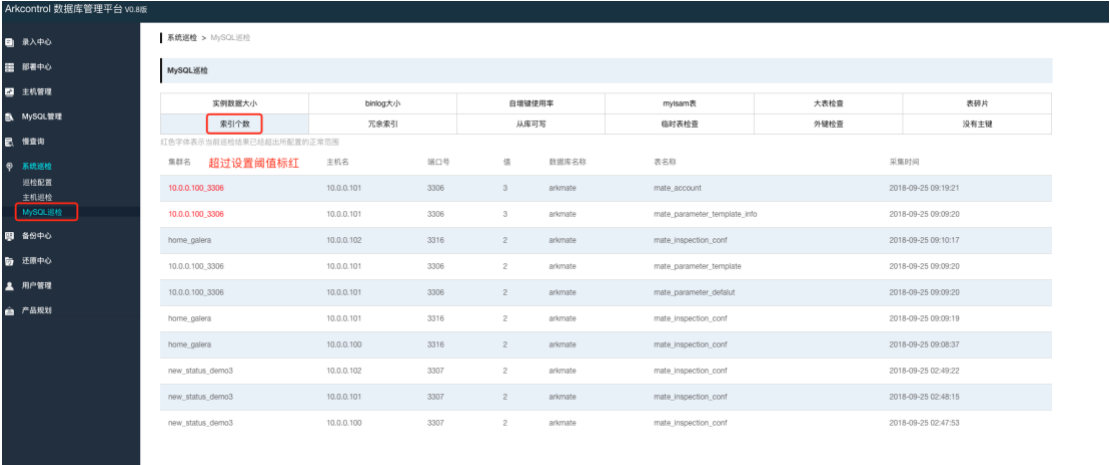 Arkcontrol 数据库管理平台 V0.8版
录入中心
部署中心
主机管理
MySQL管理
慢查询
系统巡检
巡检配置
主机巡检
MySQL巡检
备份中心
还原中心
用户管理
产品规划
系统巡检 > MySQL巡检
MySQL巡检
实例数据大小 binlog大小 自增键使用率 myisam表 大表检查 表碎片
索引个数 冗余索引 从库可写 临时表检查 外键检查 没有主键
红色字体表示当前巡检结果已经超出所配置的正常范围
集群名 超过设置阈值标红 主机名 端口号 值 数据库名称 表名称 采集时间
10.0.0.100_3306 10.0.0.101 3306 3 arkmate mate_account 2018-09-25 09:19:21
10.0.0.100_3306 10.0.0.101 3306 3 arkmate mate_parameter_template_info 2018-09-25 09:09:20
home_galera 10.0.0.102 3316 2 arkmate mate_inspection_conf 2018-09-25 09:10:17
10.0.0.100_3306 10.0.0.101 3306 2 arkmate mate_parameter_template 2018-09-25 09:09:20
10.0.0.100_3306 10.0.0.101 3306 2 arkmate mate_parameter_defalut 2018-09-25 09:09:20
home_galera 10.0.0.101 3316 2 arkmate mate_inspection_conf 2018-09-25 09:09:19
home_galera 10.0.0.100 3316 2 arkmate mate_inspection_conf 2018-09-25 09:08:37
new_status_demo3 10.0.0.102 3307 2 arkmate mate_inspection_conf 2018-09-25 02:49:22
new_status_demo3 10.0.0.101 3307 2 arkmate mate_inspection_conf 2018-09-25 02:48:15
new_status_demo3 10.0.0.100 3307 2 arkmate mate_inspection_conf 2018-09-25 02:47:53